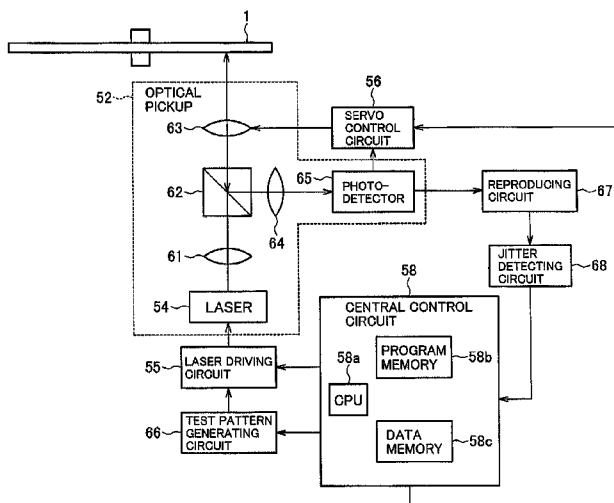 1
52
OPTICAL
PICKUP
56
SERVO
CONTROL
CIRCUIT
63
65
PHOTO-
DETECTOR
REPRODUCING
CIRCUIT
67
62
64
61
JITTER
DETECTING
CIRCUIT
68
54
LASER
58
CENTRAL CONTROL
CIRCUIT
PROGRAM
MEMORY
58b
58a
CPU
LASER DRIVING
CIRCUIT
55
TEST PATTERN
GENERATING
CIRCUIT
66
DATA
MEMORY
58c